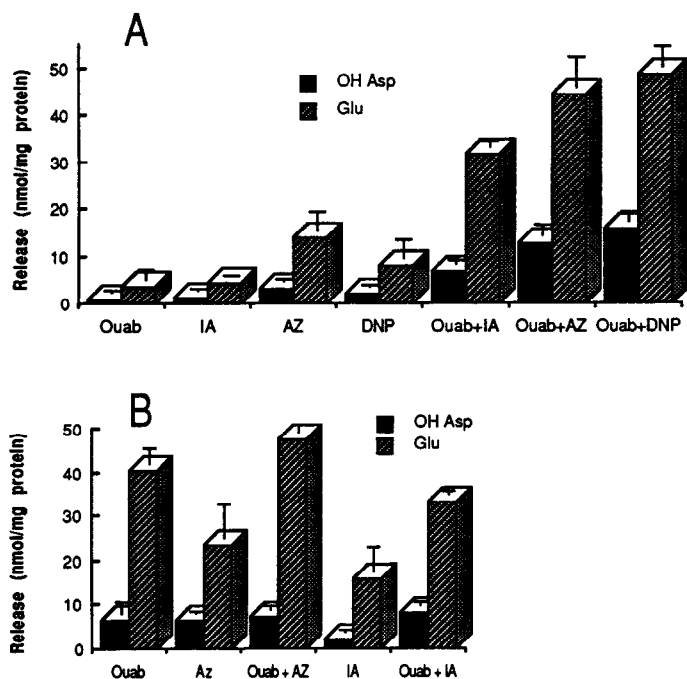 A
Release (nmol/mg protein)
50
40
30
20
10
0
OH Asp
Glu
Ouab IA AZ DNP Ouab+IA Ouab+AZ Ouab+DNP
B
Release (nmol/mg protein)
50
40
30
20
10
0
OH Asp
Glu
Ouab Az Ouab + AZ IA Ouab + IA